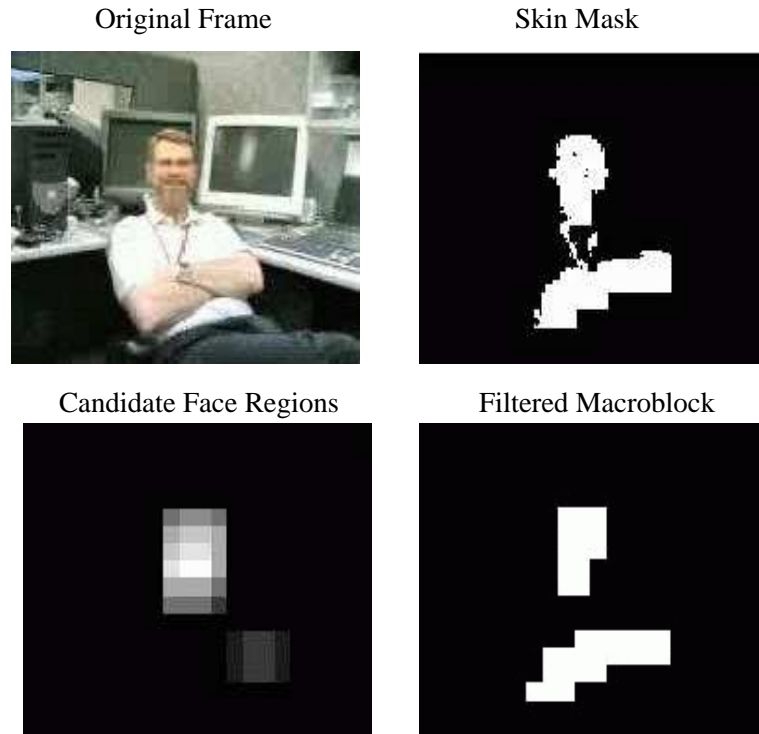 Original Frame
Skin Mask
Candidate Face Regions
Filtered Macroblock